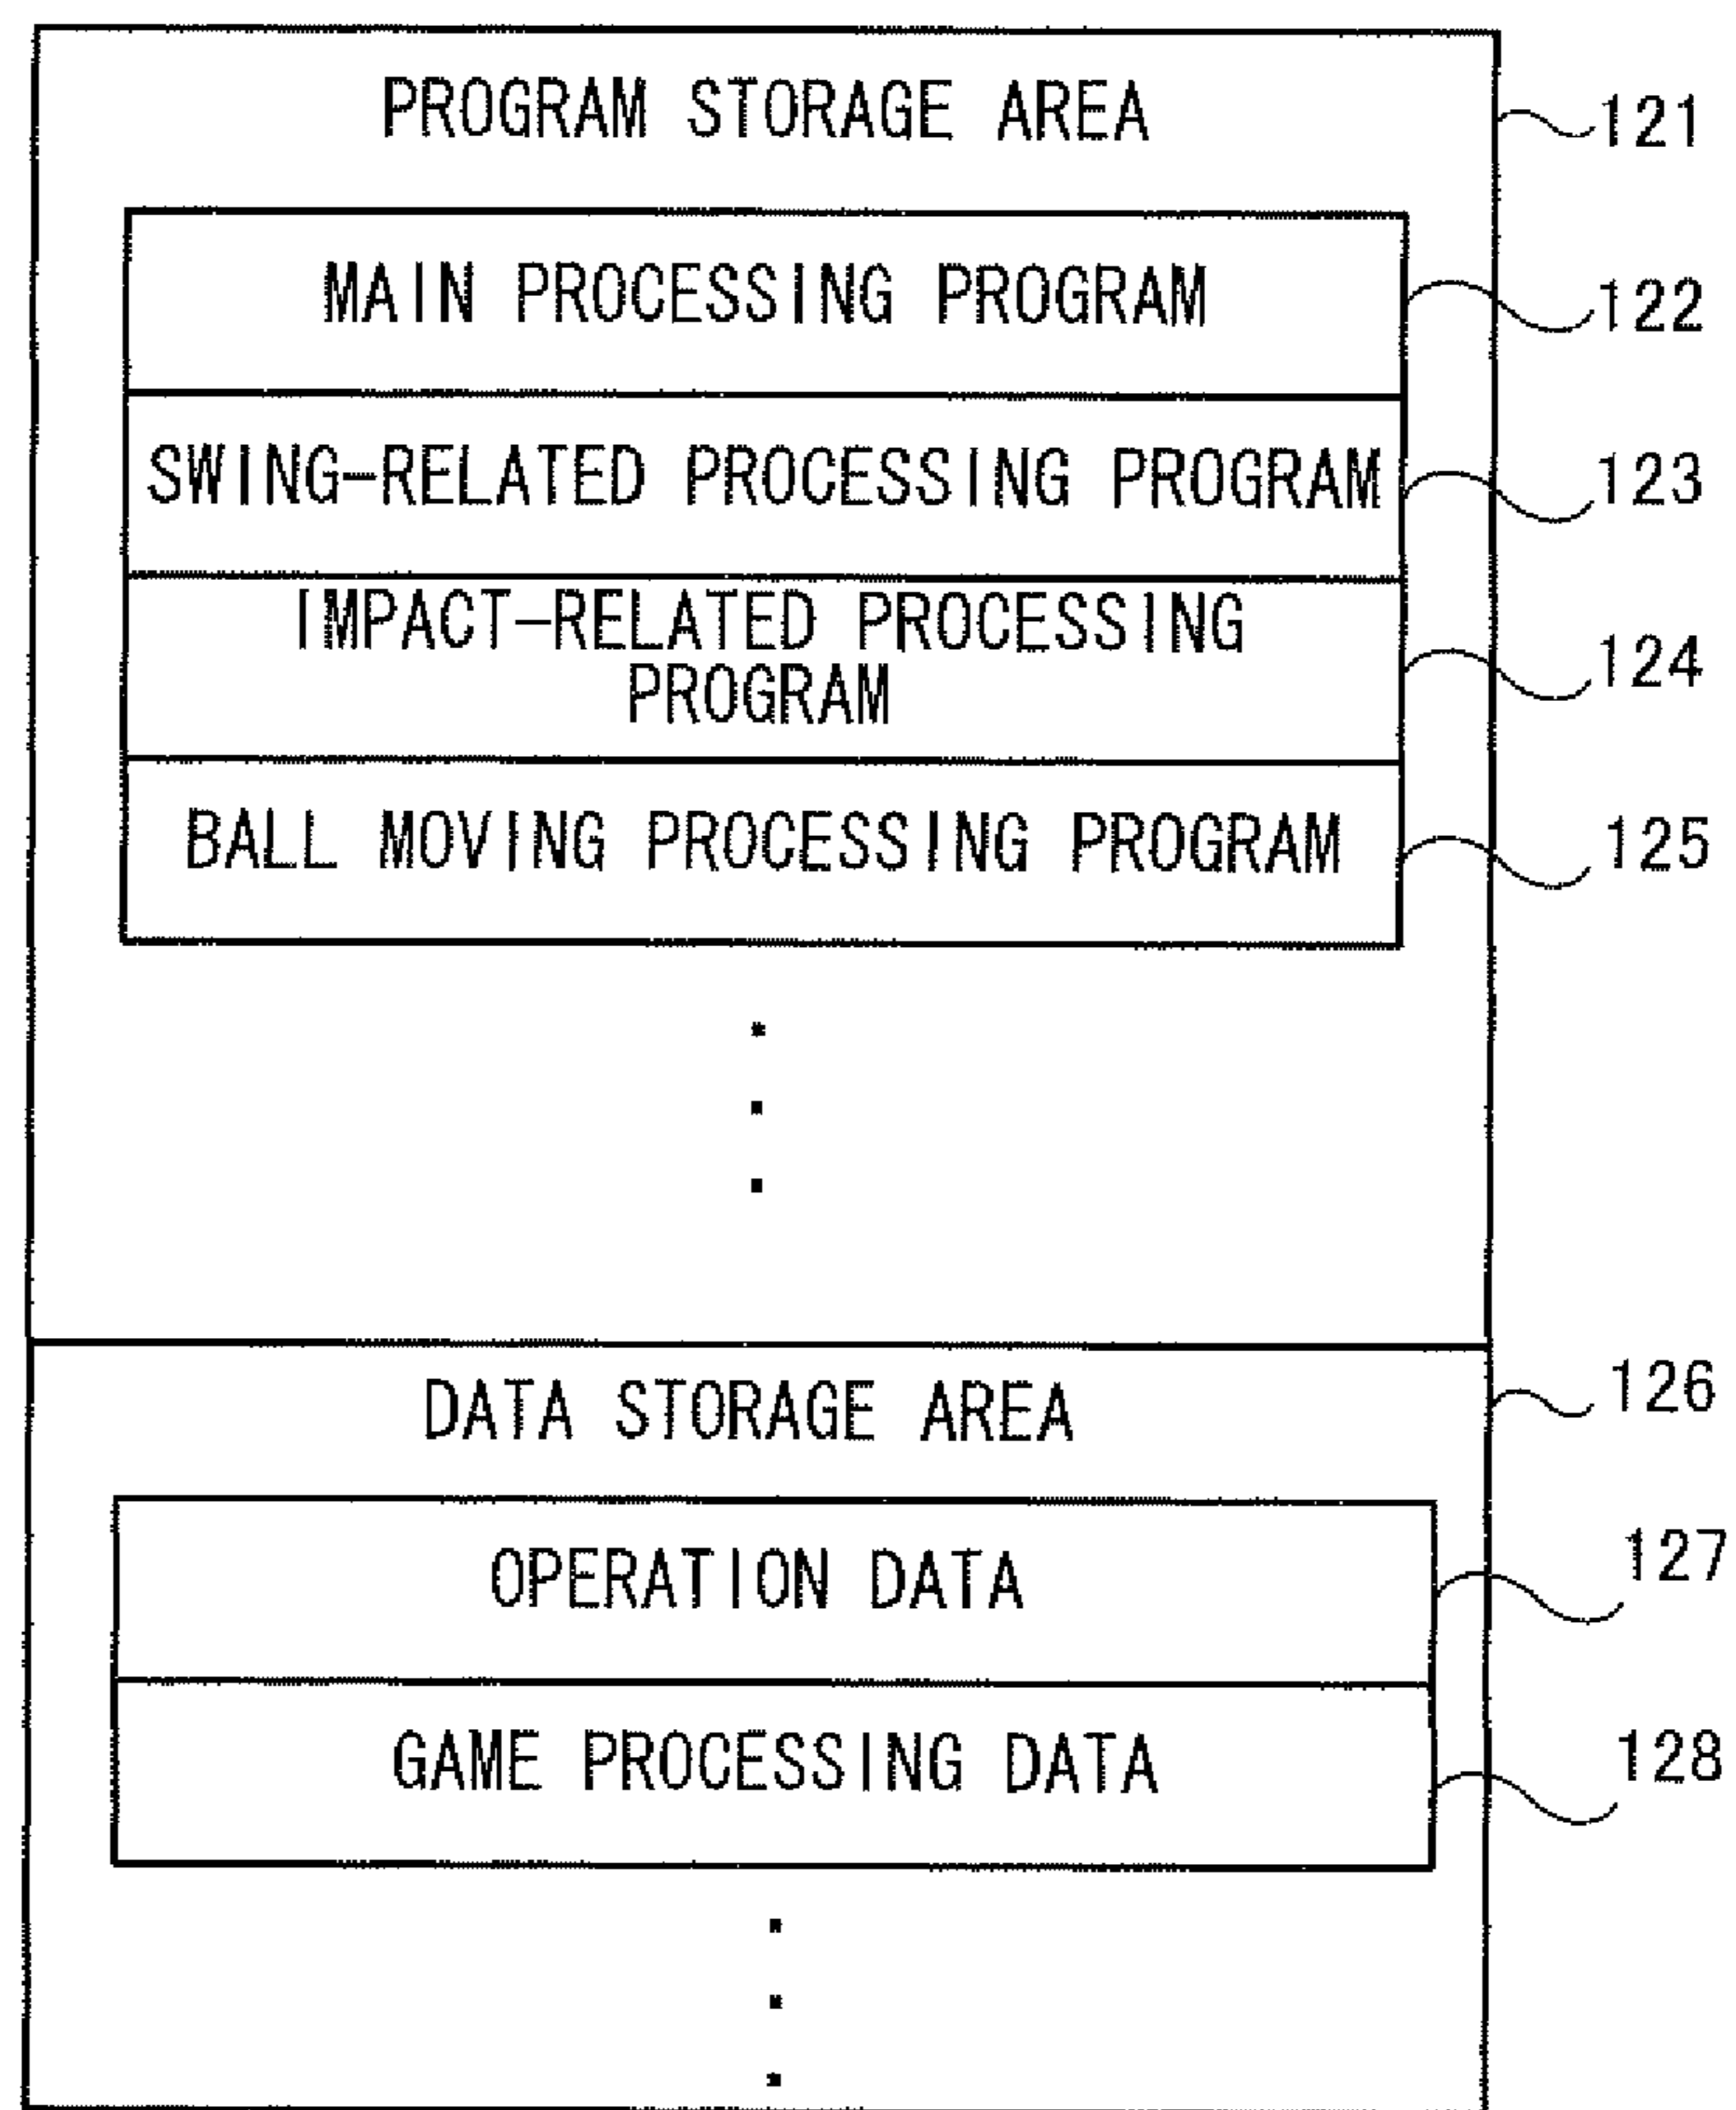 PROGRAM STORAGE AREA
121
MAIN PROCESSING PROGRAM
122
SWING-RELATED PROCESSING PROGRAM
123
IMPACT-RELATED PROCESSING
PROGRAM
124
BALL MOVING PROCESSING PROGRAM
125
DATA STORAGE AREA
126
OPERATION DATA
127
GAME PROCESSING DATA
128